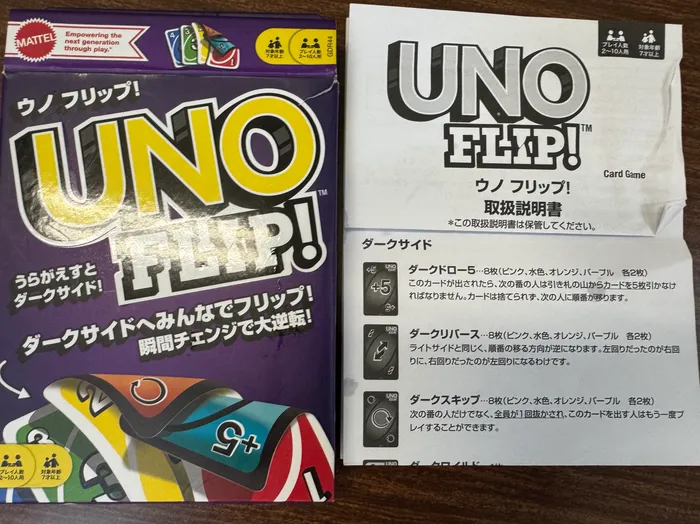 MATTEL
Empowering the
next generation
through play.™
プレイ人数
2〜10人用
対象年齢
7才以上
GDR44
ウノ フリップ!
UNO
FLIP!™
うらがえすと
ダークサイド!
ダークサイドへみんなでフリップ!
瞬間チェンジで大逆転!
2
+5
3
1
プレイ人数
2〜10人用
対象年齢
7才以上
プレイ人数
2〜10人用
対象年齢
7才以上
UNO
FLIP!™
Card Game
ウノ フリップ!
取扱説明書
*この取扱説明書は保管してください。
ダークサイド
+5
UNO
+5
ダークドロー5…8枚(ピンク、水色、オレンジ、パープル 各2枚)
このカードが出されたら、次の番の人は引き札の山からカードを5枚引かなけ
ればなりません。カードは捨てられず、次の人に順番が移ります。
UNO
ダークリバース…8枚(ピンク、水色、オレンジ、パープル 各2枚)
ライトサイドと同じく、順番の移る方向が逆になります。左回りだったのが右回り
に、右回りだったのが左回りになるわけです。
UNO
ダークスキップ…8枚(ピンク、水色、オレンジ、パープル 各2枚)
次の番の人だけでなく、全員が1回抜かされ、このカードを出す人はもう一度プ
レイすることができます。